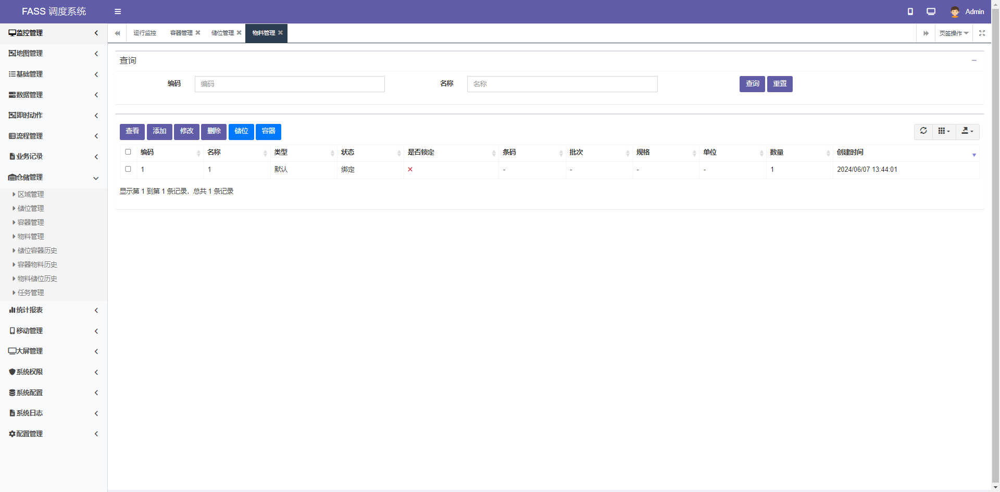 FASS 调度系统
Admin
监控管理
地图管理
基础管理
数据管理
即时动作
流程管理
业务记录
仓储管理
区域管理
储位管理
容器管理
物料管理
储位容器历史
容器物料历史
物料储位历史
任务管理
统计报表
移动管理
大屏管理
系统权限
系统配置
系统日志
配置管理
运行监控 容器管理 储位管理 物料管理 页签操作
查询
编码 编码 名称 名称 查询 重置
查看 添加 修改 删除 储位 容器
编码 名称 类型 状态 是否锁定 条码 批次 规格 单位 数量 创建时间
1 1 默认 绑定 - - - - 1 2024/06/07 13:44:01
显示第 1 到第 1 条记录，总共 1 条记录